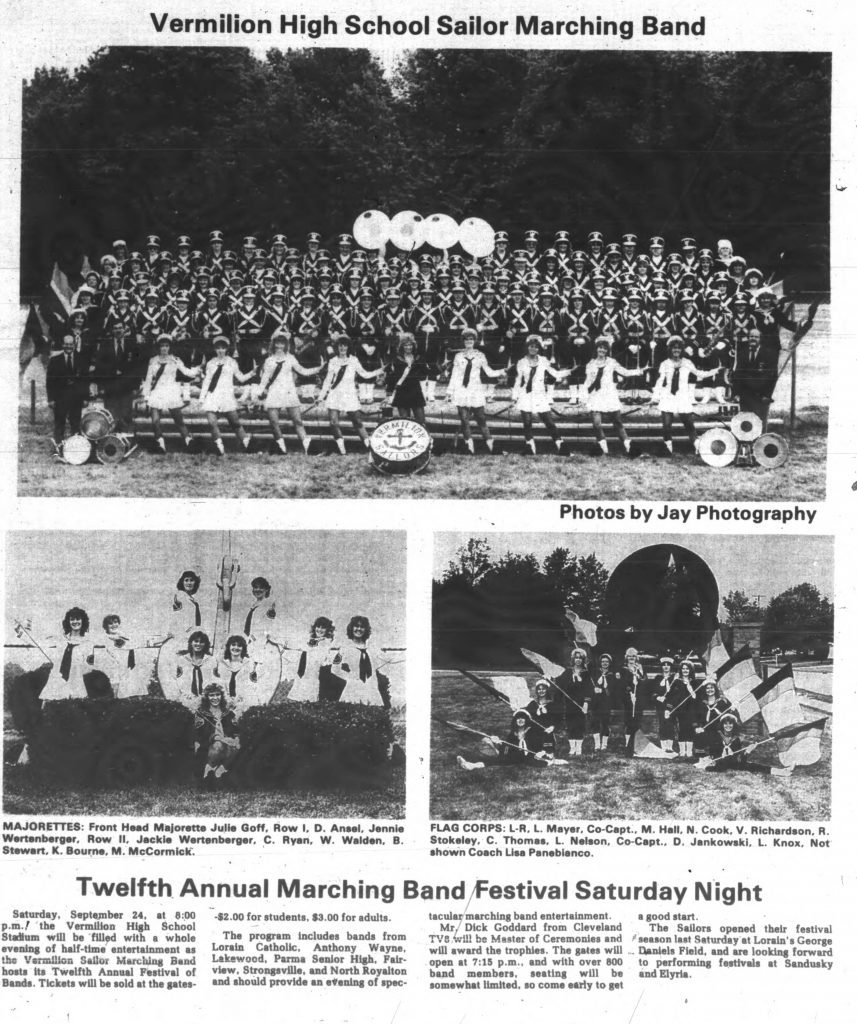 Vermilion High School Sailor Marching Band
VERMILION
SAILORS
Photos by Jay Photography
MAJORETTES: Front Head Majorette Julie Goff, Row I, D. Ansel, Jennie
Wertenberger, Row II, Jackie Wertenberger, C. Ryan, W. Walden, B.
Stewart, K. Bourne, M. McCormick.
FLAG CORPS: L-R, L. Mayer, Co-Capt., M. Hall, N. Cook, V. Richardson, R.
Stokeley, C. Thomas, L. Nelson, Co-Capt., D. Jankowski, L. Knox, Not
shown Coach Lisa Panebianco.
Twelfth Annual Marching Band Festival Saturday Night
Saturday, September 24, at 8:00
p.m. the Vermilion High School
Stadium will be filled with a whole
evening of half-time entertainment as
the Vermilion Sailor Marching Band
hosts its Twelfth Annual Festival of
Bands. Tickets will be sold at the gates-
-$2.00 for students, $3.00 for adults.
The program includes bands from
Lorain Catholic, Anthony Wayne,
Lakewood, Parma Senior High, Fair-
view, Strongsville, and North Royalton
and should provide an evening of spec-
tacular marching band entertainment.
Mr. Dick Goddard from Cleveland
TV8 will be Master of Ceremonies and
will award the trophies. The gates will
open at 7:15 p.m., and with over 800
band members, seating will be
somewhat limited, so come early to get
a good start.
The Sailors opened their festival
season last Saturday at Lorain's George
Daniels Field, and are looking forward
to performing festivals at Sandusky
and Elyria.